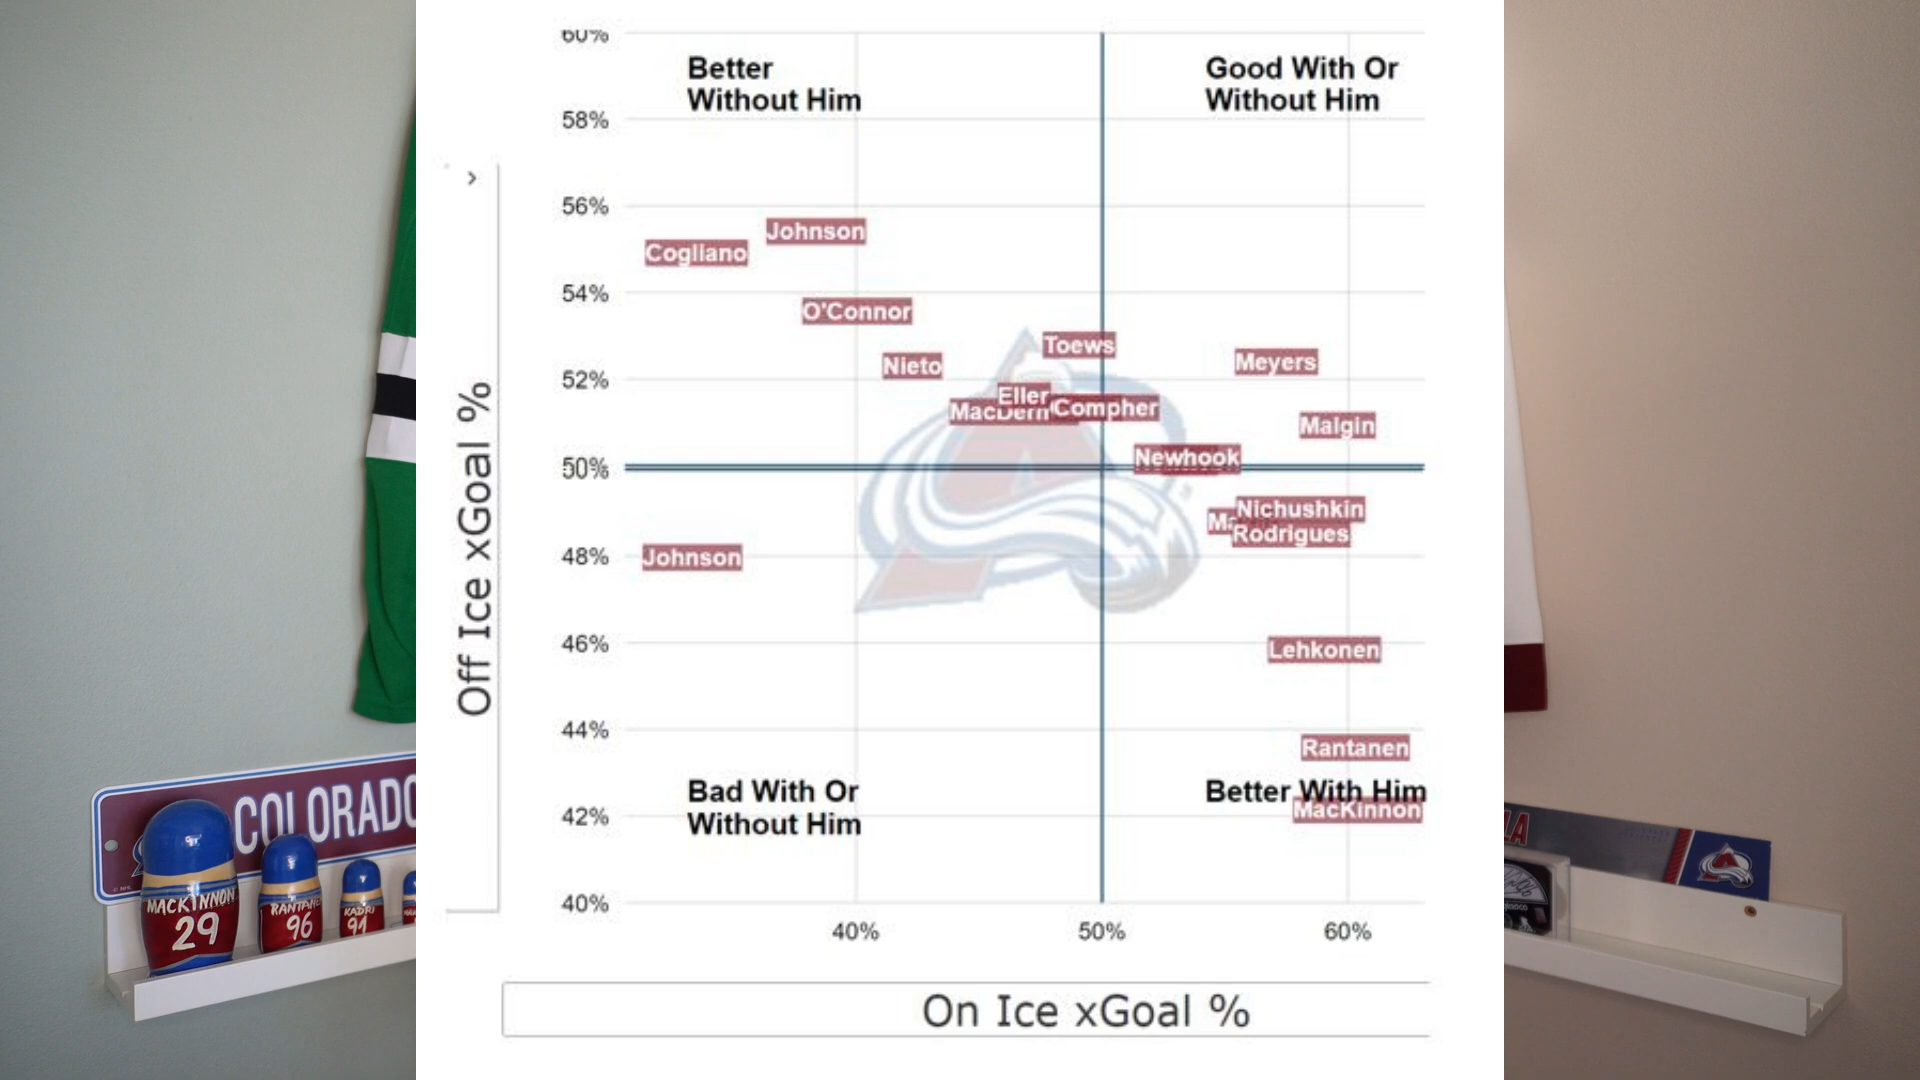 60%
Better
Without Him
Good With Or
Without Him
58%
56%
Johnson
Cogliano
54%
O'Connor
Toews
Nieto
Meyers
52%
Eller
Compher
Malgin
Newhook
50%
Nichushkin
Rodrigues
48%
Johnson
46%
Lehkonen
44%
Rantanen
Bad With Or
Without Him
Better With Him
MacKinnon
42%
40%
40%
50%
60%
Off Ice xGoal %
On Ice xGoal %
COLORADO
MACKINNON
29
96
KADRI
91